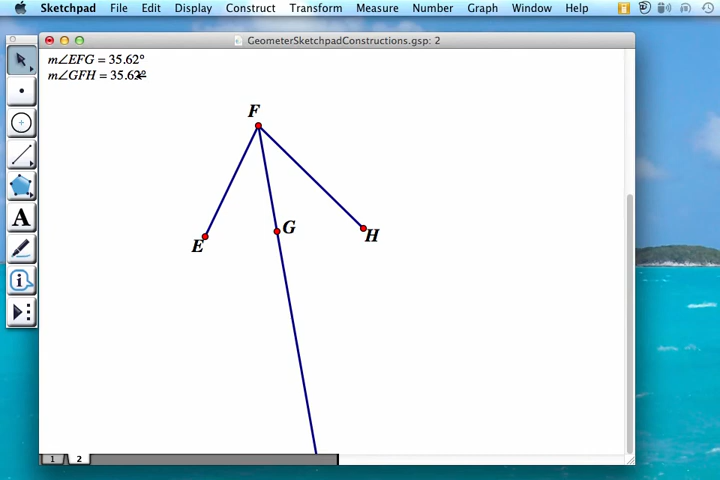 Sketchpad File Edit Display Construct Transform Measure Number Graph Window Help
GeometerSketchpadConstructions.gsp: 2
m∠EFG = 35.62°
m∠GFH = 35.62°
F
G
H
E
A
1 2